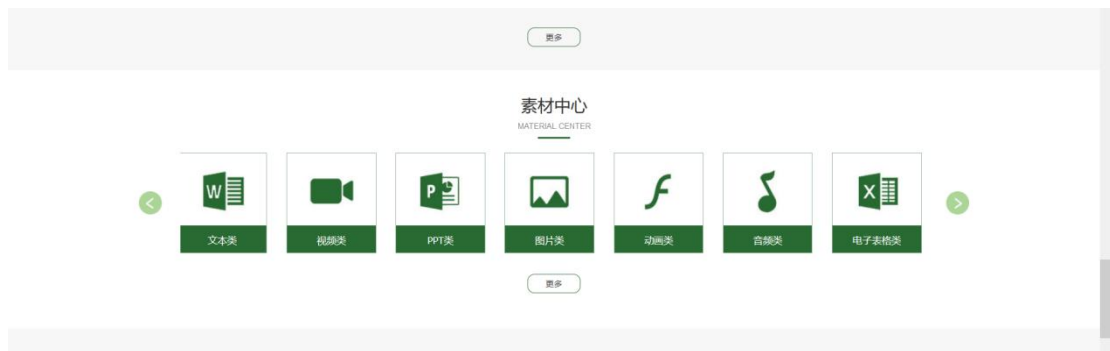 更多
素材中心
MATERIAL CENTER
W
P
X
文本类
视频类
PPT类
图片类
动画类
音频类
电子表格类
更多